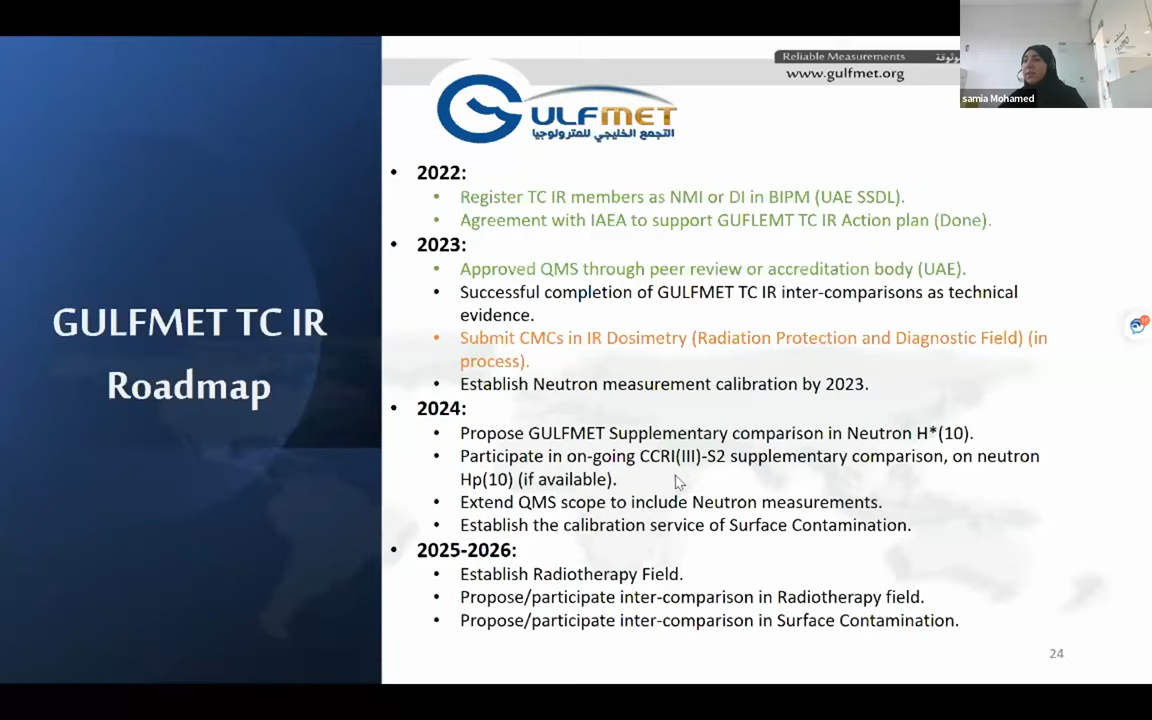 Reliable Measurements
www.gulfmet.org
samia Mohamed
GULFMET
التجمع الخليجي للمترولوجيا
GULFMET TC IR
Roadmap
• 2022:
• Register TC IR members as NMI or DI in BIPM (UAE SSDL).
• Agreement with IAEA to support GUFLEMT TC IR Action plan (Done).
• 2023:
• Approved QMS through peer review or accreditation body (UAE).
• Successful completion of GULFMET TC IR inter-comparisons as technical
evidence.
• Submit CMCs in IR Dosimetry (Radiation Protection and Diagnostic Field) (in
process).
• Establish Neutron measurement calibration by 2023.
• 2024:
• Propose GULFMET Supplementary comparison in Neutron H*(10).
• Participate in on-going CCRI(III)-S2 supplementary comparison, on neutron
Hp(10) (if available).
• Extend QMS scope to include Neutron measurements.
• Establish the calibration service of Surface Contamination.
• 2025-2026:
• Establish Radiotherapy Field.
• Propose/participate inter-comparison in Radiotherapy field.
• Propose/participate inter-comparison in Surface Contamination.
24